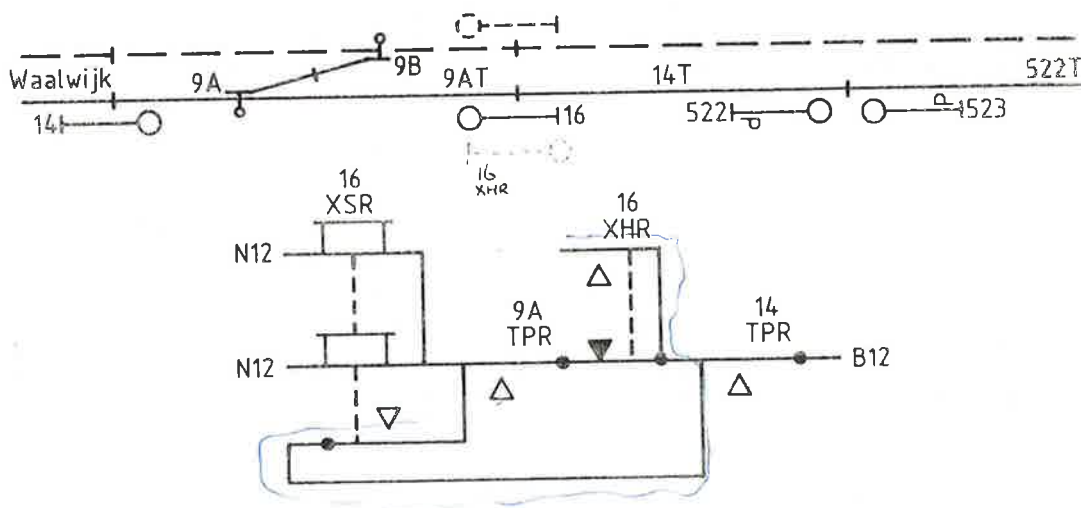 Waalwijk 9A 9B 9AT 14T 522T
14 16 522 P P 523
16
XHR
16
XSR
16
XHR
N12
9A
TPR
14
TPR
N12 B12